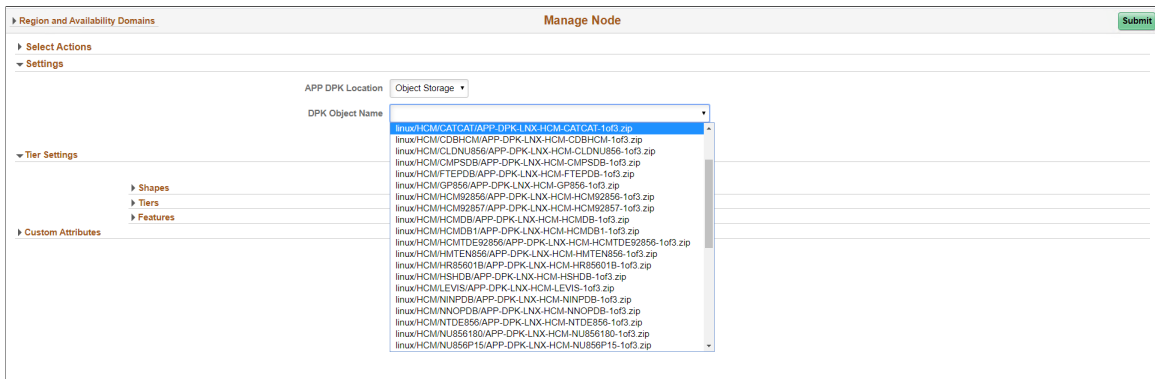 Region and Availability Domains
Manage Node
Submit
Select Actions
Settings
APP DPK Location Object Storage
DPK Object Name
linux/HCM/CATCAT/APP-DPK-LNX-HCM-CATCAT-1of3.zip
linux/HCM/CDBHCM/APP-DPK-LNX-HCM-CDBHCM-1of3.zip
linux/HCM/CLDNU856/APP-DPK-LNX-HCM-CLDNU856-1of3.zip
linux/HCM/CMPSDB/APP-DPK-LNX-HCM-CMPSDB-1of3.zip
linux/HCM/FTEPDB/APP-DPK-LNX-HCM-FTEPDB-1of3.zip
linux/HCM/GP856/APP-DPK-LNX-HCM-GP856-1of3.zip
linux/HCM/HCM92856/APP-DPK-LNX-HCM-HCM92856-1of3.zip
linux/HCM/HCM92857/APP-DPK-LNX-HCM-HCM92857-1of3.zip
linux/HCM/HCMDB/APP-DPK-LNX-HCM-HCMDB-1of3.zip
linux/HCM/HCMDB1/APP-DPK-LNX-HCM-HCMDB1-1of3.zip
linux/HCM/HCMTDE92856/APP-DPK-LNX-HCM-HCMTDE92856-1of3.zip
linux/HCM/HMTEN856/APP-DPK-LNX-HCM-HMTEN856-1of3.zip
linux/HCM/HR85601B/APP-DPK-LNX-HCM-HR85601B-1of3.zip
linux/HCM/HSHDB/APP-DPK-LNX-HCM-HSHDB-1of3.zip
linux/HCM/LEVIS/APP-DPK-LNX-HCM-LEVIS-1of3.zip
linux/HCM/NINPDB/APP-DPK-LNX-HCM-NINPDB-1of3.zip
linux/HCM/NNOPDB/APP-DPK-LNX-HCM-NNOPDB-1of3.zip
linux/HCM/NTDE856/APP-DPK-LNX-HCM-NTDE856-1of3.zip
linux/HCM/NU856180/APP-DPK-LNX-HCM-NU856180-1of3.zip
linux/HCM/NU856P15/APP-DPK-LNX-HCM-NU856P15-1of3.zip
Tier Settings
Shapes
Tiers
Features
Custom Attributes